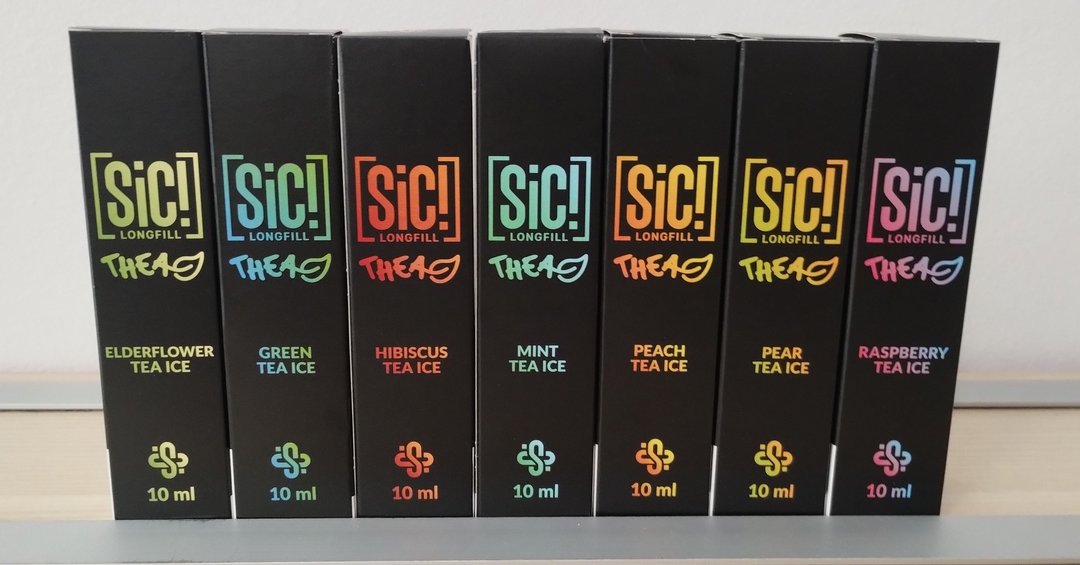 SiC!
LONGFILL
THEA
ELDERFLOWER
TEA ICE
10 ml
SiC!
LONGFILL
THEA
GREEN
TEA ICE
10 ml
SiC!
LONGFILL
THEA
HIBISCUS
TEA ICE
10 ml
SiC!
LONGFILL
THEA
MINT
TEA ICE
10 ml
SiC!
LONGFILL
THEA
PEACH
TEA ICE
10 ml
SiC!
LONGFILL
THEA
PEAR
TEA ICE
10 ml
SiC!
LONGFILL
THEA
RASPBERRY
TEA ICE
10 ml